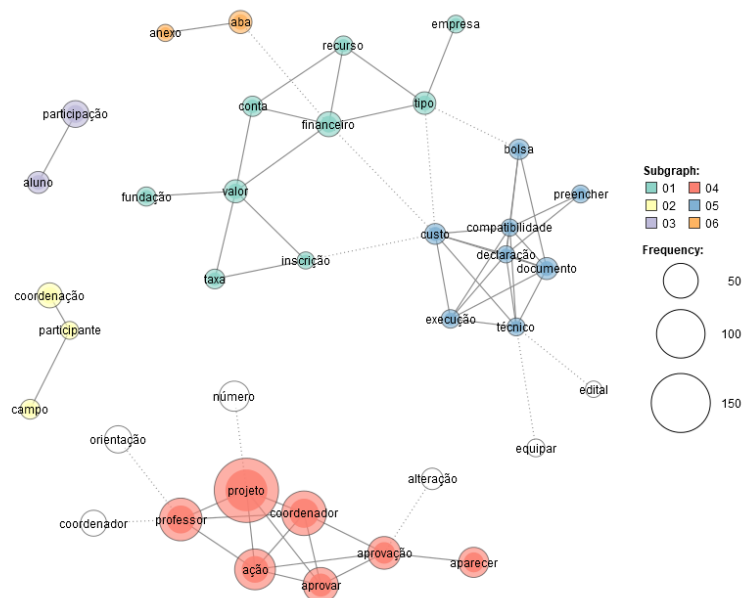 aba
anexo
empresa
recurso
tipo
conta
participação
financeiro
bolsa
aluno
fundação
valor
preencher
compatibilidade
custo
declaração
inscrição
documento
taxa
coordenação
execução
técnico
participante
edital
número
campo
orientação
equipar
alteração
projeto
coordenador
professor
coordenador
aprovação
ação
aparecer
aprovar
Subgraph:
01 04
02 05
03 06
Frequency:
50
100
150